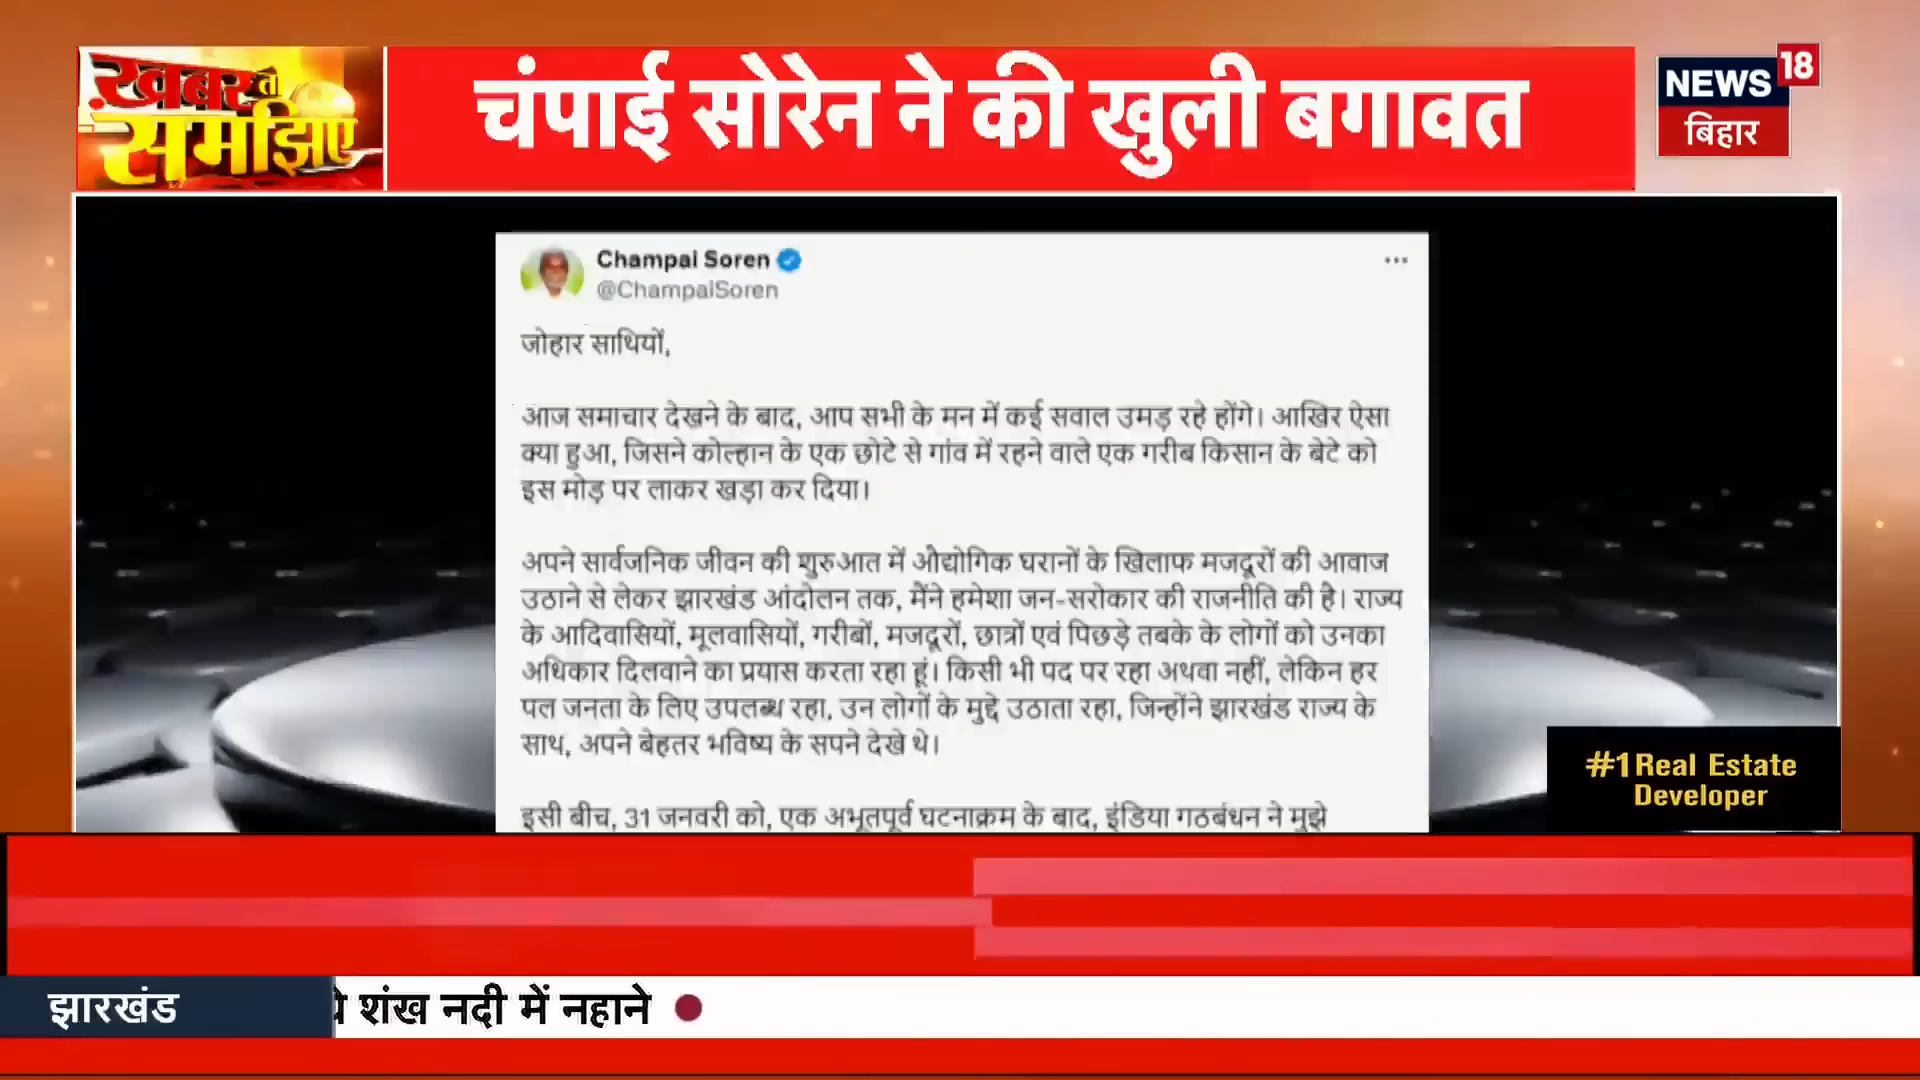 ख़बर तो
समझिए
चंपाई सोरेन ने की खुली बगावत
NEWS 18
बिहार
Champai Soren
@ChampaiSoren
जोहार साथियों,
आज समाचार देखने के बाद, आप सभी के मन में कई सवाल उमड़ रहे होंगे। आखिर ऐसा
क्या हुआ, जिसने कोल्हान के एक छोटे से गांव में रहने वाले एक गरीब किसान के बेटे को
इस मोड़ पर लाकर खड़ा कर दिया।
अपने सार्वजनिक जीवन की शुरुआत में औद्योगिक घरानों के खिलाफ मजदूरों की आवाज
उठाने से लेकर झारखंड आंदोलन तक, मैंने हमेशा जन-सरोकार की राजनीति की है। राज्य
के आदिवासियों, मूलवासियों, गरीबों, मजदूरों, छात्रों एवं पिछड़े तबके के लोगों को उनका
अधिकार दिलवाने का प्रयास करता रहा हूं। किसी भी पद पर रहा अथवा नहीं, लेकिन हर
पल जनता के लिए उपलब्ध रहा, उन लोगों के मुद्दे उठाता रहा, जिन्होंने झारखंड राज्य के
साथ, अपने बेहतर भविष्य के सपने देखे थे।
इसी बीच, 31 जनवरी को, एक अभूतपूर्व घटनाक्रम के बाद, इंडिया गठबंधन ने मुझे
#1 Real Estate
Developer
झारखंड
शंख नदी में नहाने